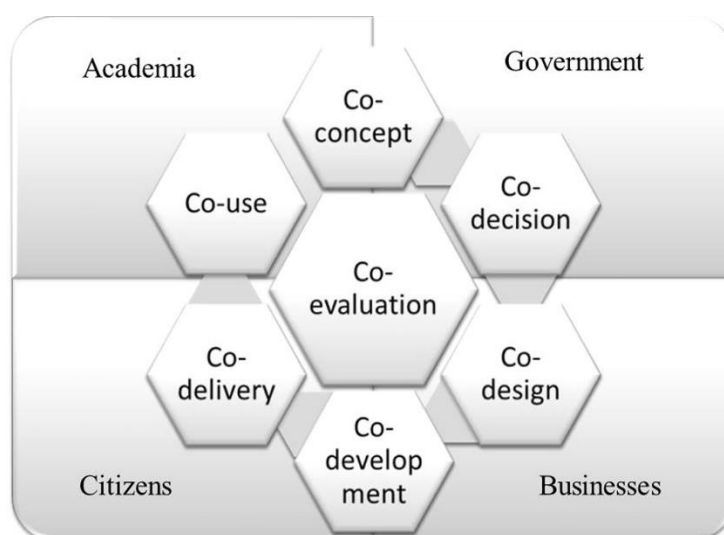 Academia
Government
Co-
concept
Co-use
Co-
decision
Co-
evaluation
Co-
delivery
Co-
design
Co-
develop
ment
Citizens
Businesses